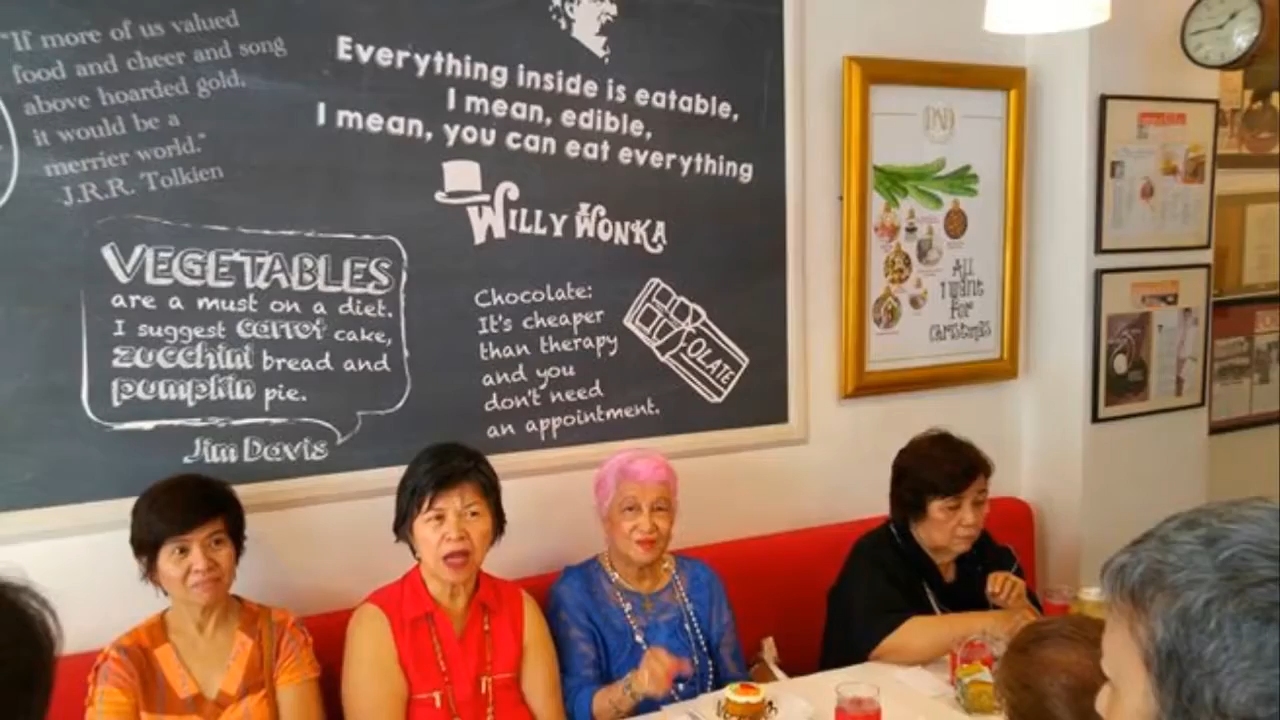 "If more of us valued
food and cheer and song
above hoarded gold,
it would be a
merrier world."
J.R.R. Tolkien
Everything inside is eatable,
I mean, edible,
I mean, you can eat everything
WILLY WONKA
VEGETABLES
are a must on a diet.
I suggest carrot cake,
zucchini bread and
pumpkin pie.
Jim Davis
Chocolate:
It's cheaper
than therapy
and you
don't need
an appointment.
OLATE
All
I want
For
Christmas